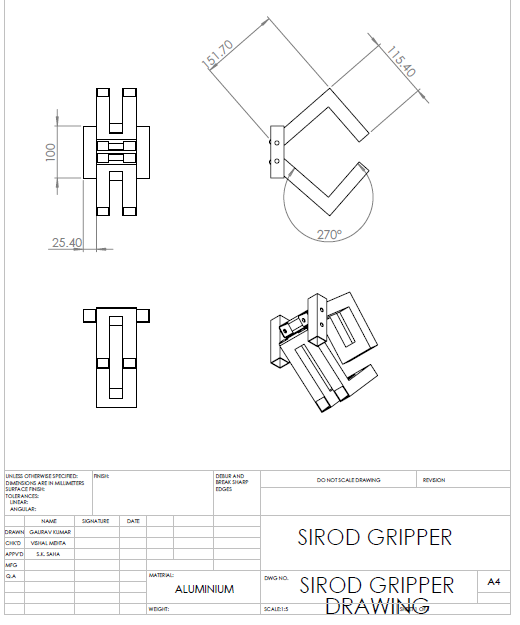 151.70
115.40
100
25.40
270°
UNLESS OTHERWISE SPECIFIED:
DIMENSIONS ARE IN MILLIMETERS
SURFACE FINISH:
TOLERANCES:
LINEAR:
ANGULAR:
FINISH:
DEBUR AND
BREAK SHARP
EDGES
DO NOT SCALE DRAWING
REVISION
NAME
SIGNATURE
DATE
DRAWN
GAURAV KUMAR
CHK'D
VISHAL MEHTA
APPV'D
S.K. SAHA
MFG
Q.A
SIROD GRIPPER
MATERIAL:
ALUMINIUM
DWG NO.
SIROD GRIPPER
DRAWING
A4
WEIGHT:
SCALE:1:5